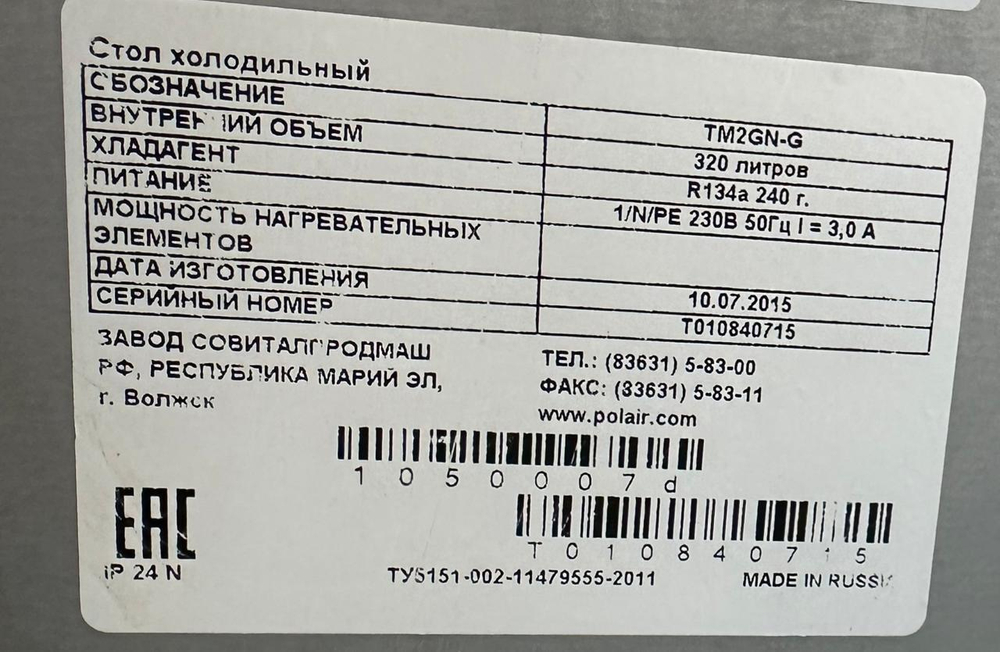 Стол холодильный
ОБОЗНАЧЕНИЕ TM2GN-G
ВНУТРЕННИЙ ОБЪЕМ 320 литров
ХЛАДАГЕНТ R134a 240 г.
ПИТАНИЕ 1/N/PE 230В 50Гц I = 3,0 А
МОЩНОСТЬ НАГРЕВАТЕЛЬНЫХ
ЭЛЕМЕНТОВ
ДАТА ИЗГОТОВЛЕНИЯ 10.07.2015
СЕРИЙНЫЙ НОМЕР T010840715
ЗАВОД СОВИТАЛПРОДМАШ
РФ, РЕСПУБЛИКА МАРИЙ ЭЛ,
г. Волжск
ТЕЛ.: (83631) 5-83-00
ФАКС: (83631) 5-83-11
www.polair.com
1050007d
T010840715
EAC
IP 24 N
ТУ5151-002-11479555-2011
MADE IN RUSSIA